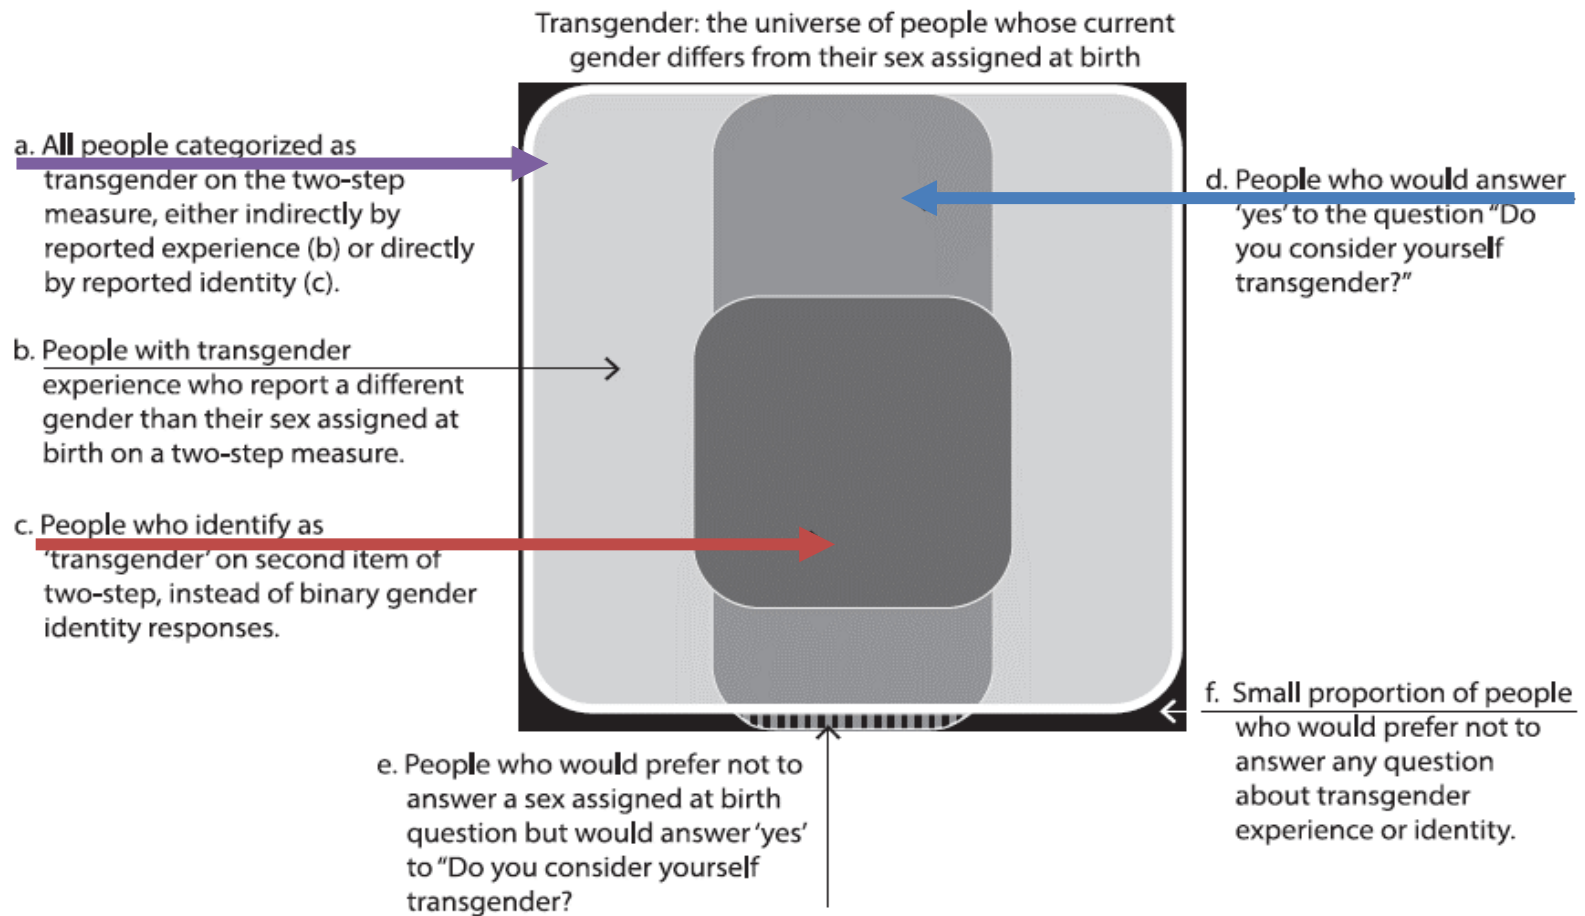 Transgender: the universe of people whose current
gender differs from their sex assigned at birth
a. All people categorized as
transgender on the two-step
measure, either indirectly by
reported experience (b) or directly
by reported identity (c).
b. People with transgender
experience who report a different
gender than their sex assigned at
birth on a two-step measure.
c. People who identify as
‘transgender’ on second item of
two-step, instead of binary gender
identity responses.
d. People who would answer
‘yes’ to the question “Do
you consider yourself
transgender?”
e. People who would prefer not to
answer a sex assigned at birth
question but would answer ‘yes’
to “Do you consider yourself
transgender?
f. Small proportion of people
who would prefer not to
answer any question
about transgender
experience or identity.